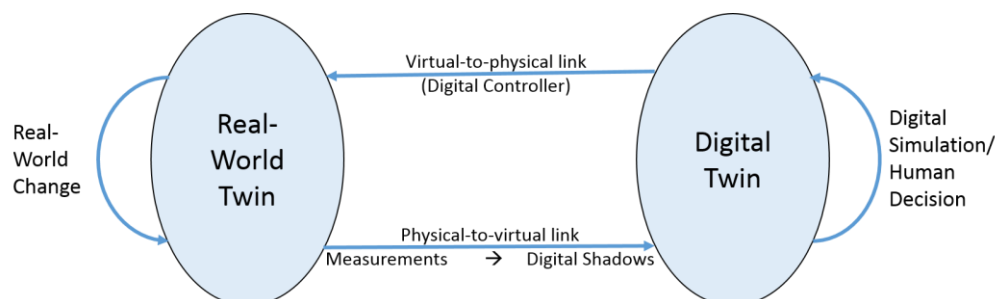 Virtual-to-physical link
(Digital Controller)
Real-
World
Change
Real-
World
Twin
Digital
Twin
Digital
Simulation/
Human
Decision
Physical-to-virtual link
Measurements → Digital Shadows